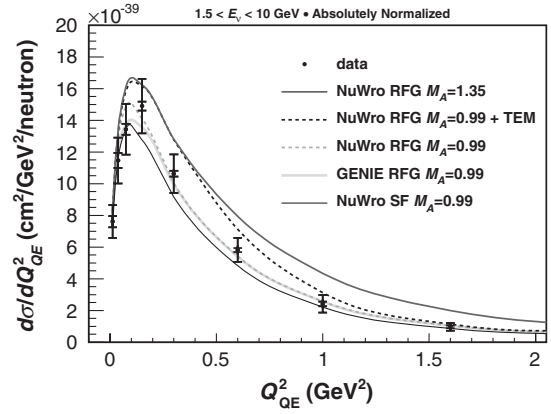 ×10⁻³⁹
1.5 < Eᵥ < 10 GeV • Absolutely Normalized
data
NuWro RFG M_A=1.35
NuWro RFG M_A=0.99 + TEM
NuWro RFG M_A=0.99
GENIE RFG M_A=0.99
NuWro SF M_A=0.99
dσ/dQ²_QE (cm²/GeV²/neutron)
20
18
16
14
12
10
8
6
4
2
0
0 0.5 1 1.5 2
Q²_QE (GeV²)